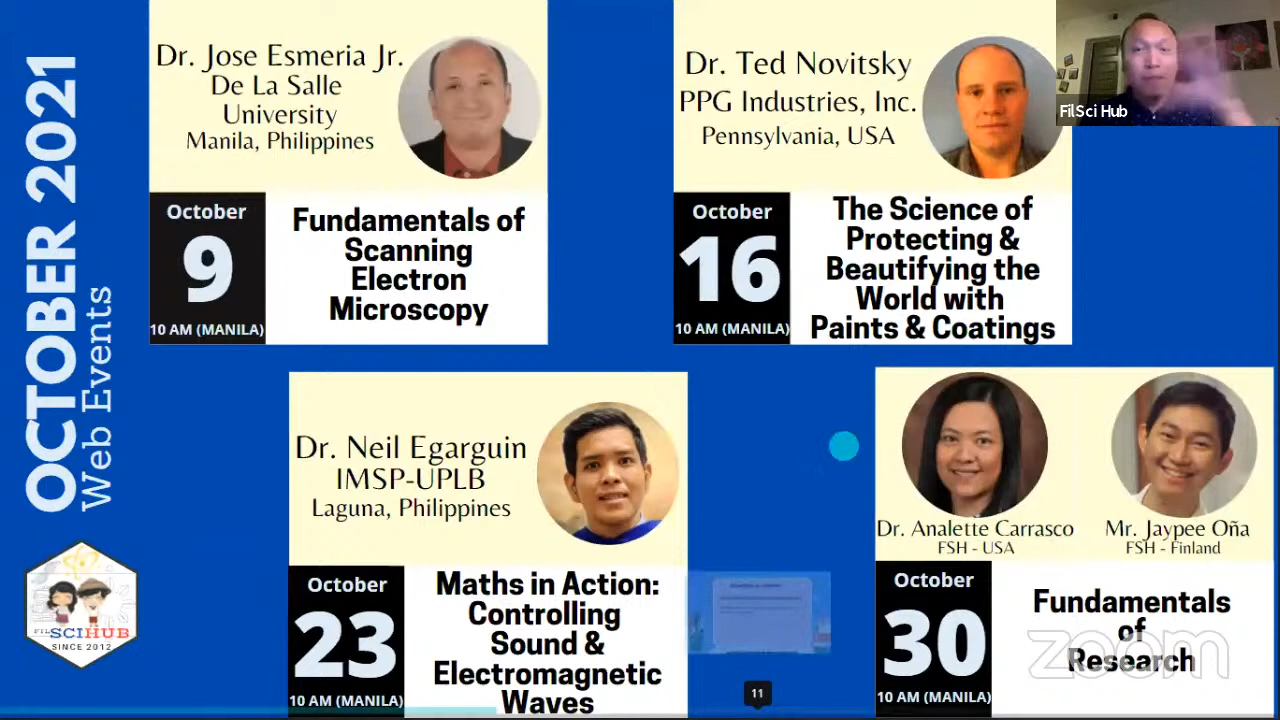 OCTOBER 2021
Web Events
Dr. Jose Esmeria Jr.
De La Salle
University
Manila, Philippines
October
9
10 AM (MANILA)
Fundamentals of
Scanning
Electron
Microscopy
Dr. Ted Novitsky
PPG Industries, Inc.
Pennsylvania, USA
October
16
10 AM (MANILA)
The Science of
Protecting &
Beautifying the
World with
Paints & Coatings
FilSci Hub
Dr. Neil Egarguin
IMSP-UPLB
Laguna, Philippines
October
23
10 AM (MANILA)
Maths in Action:
Controlling
Sound &
Electromagnetic
Waves
Dr. Analette Carrasco
FSH - USA
Mr. Jaypee Oña
FSH - Finland
October
30
10 AM (MANILA)
Fundamentals
of
Research
zoom
11
FILSCIHUB
SINCE 2012